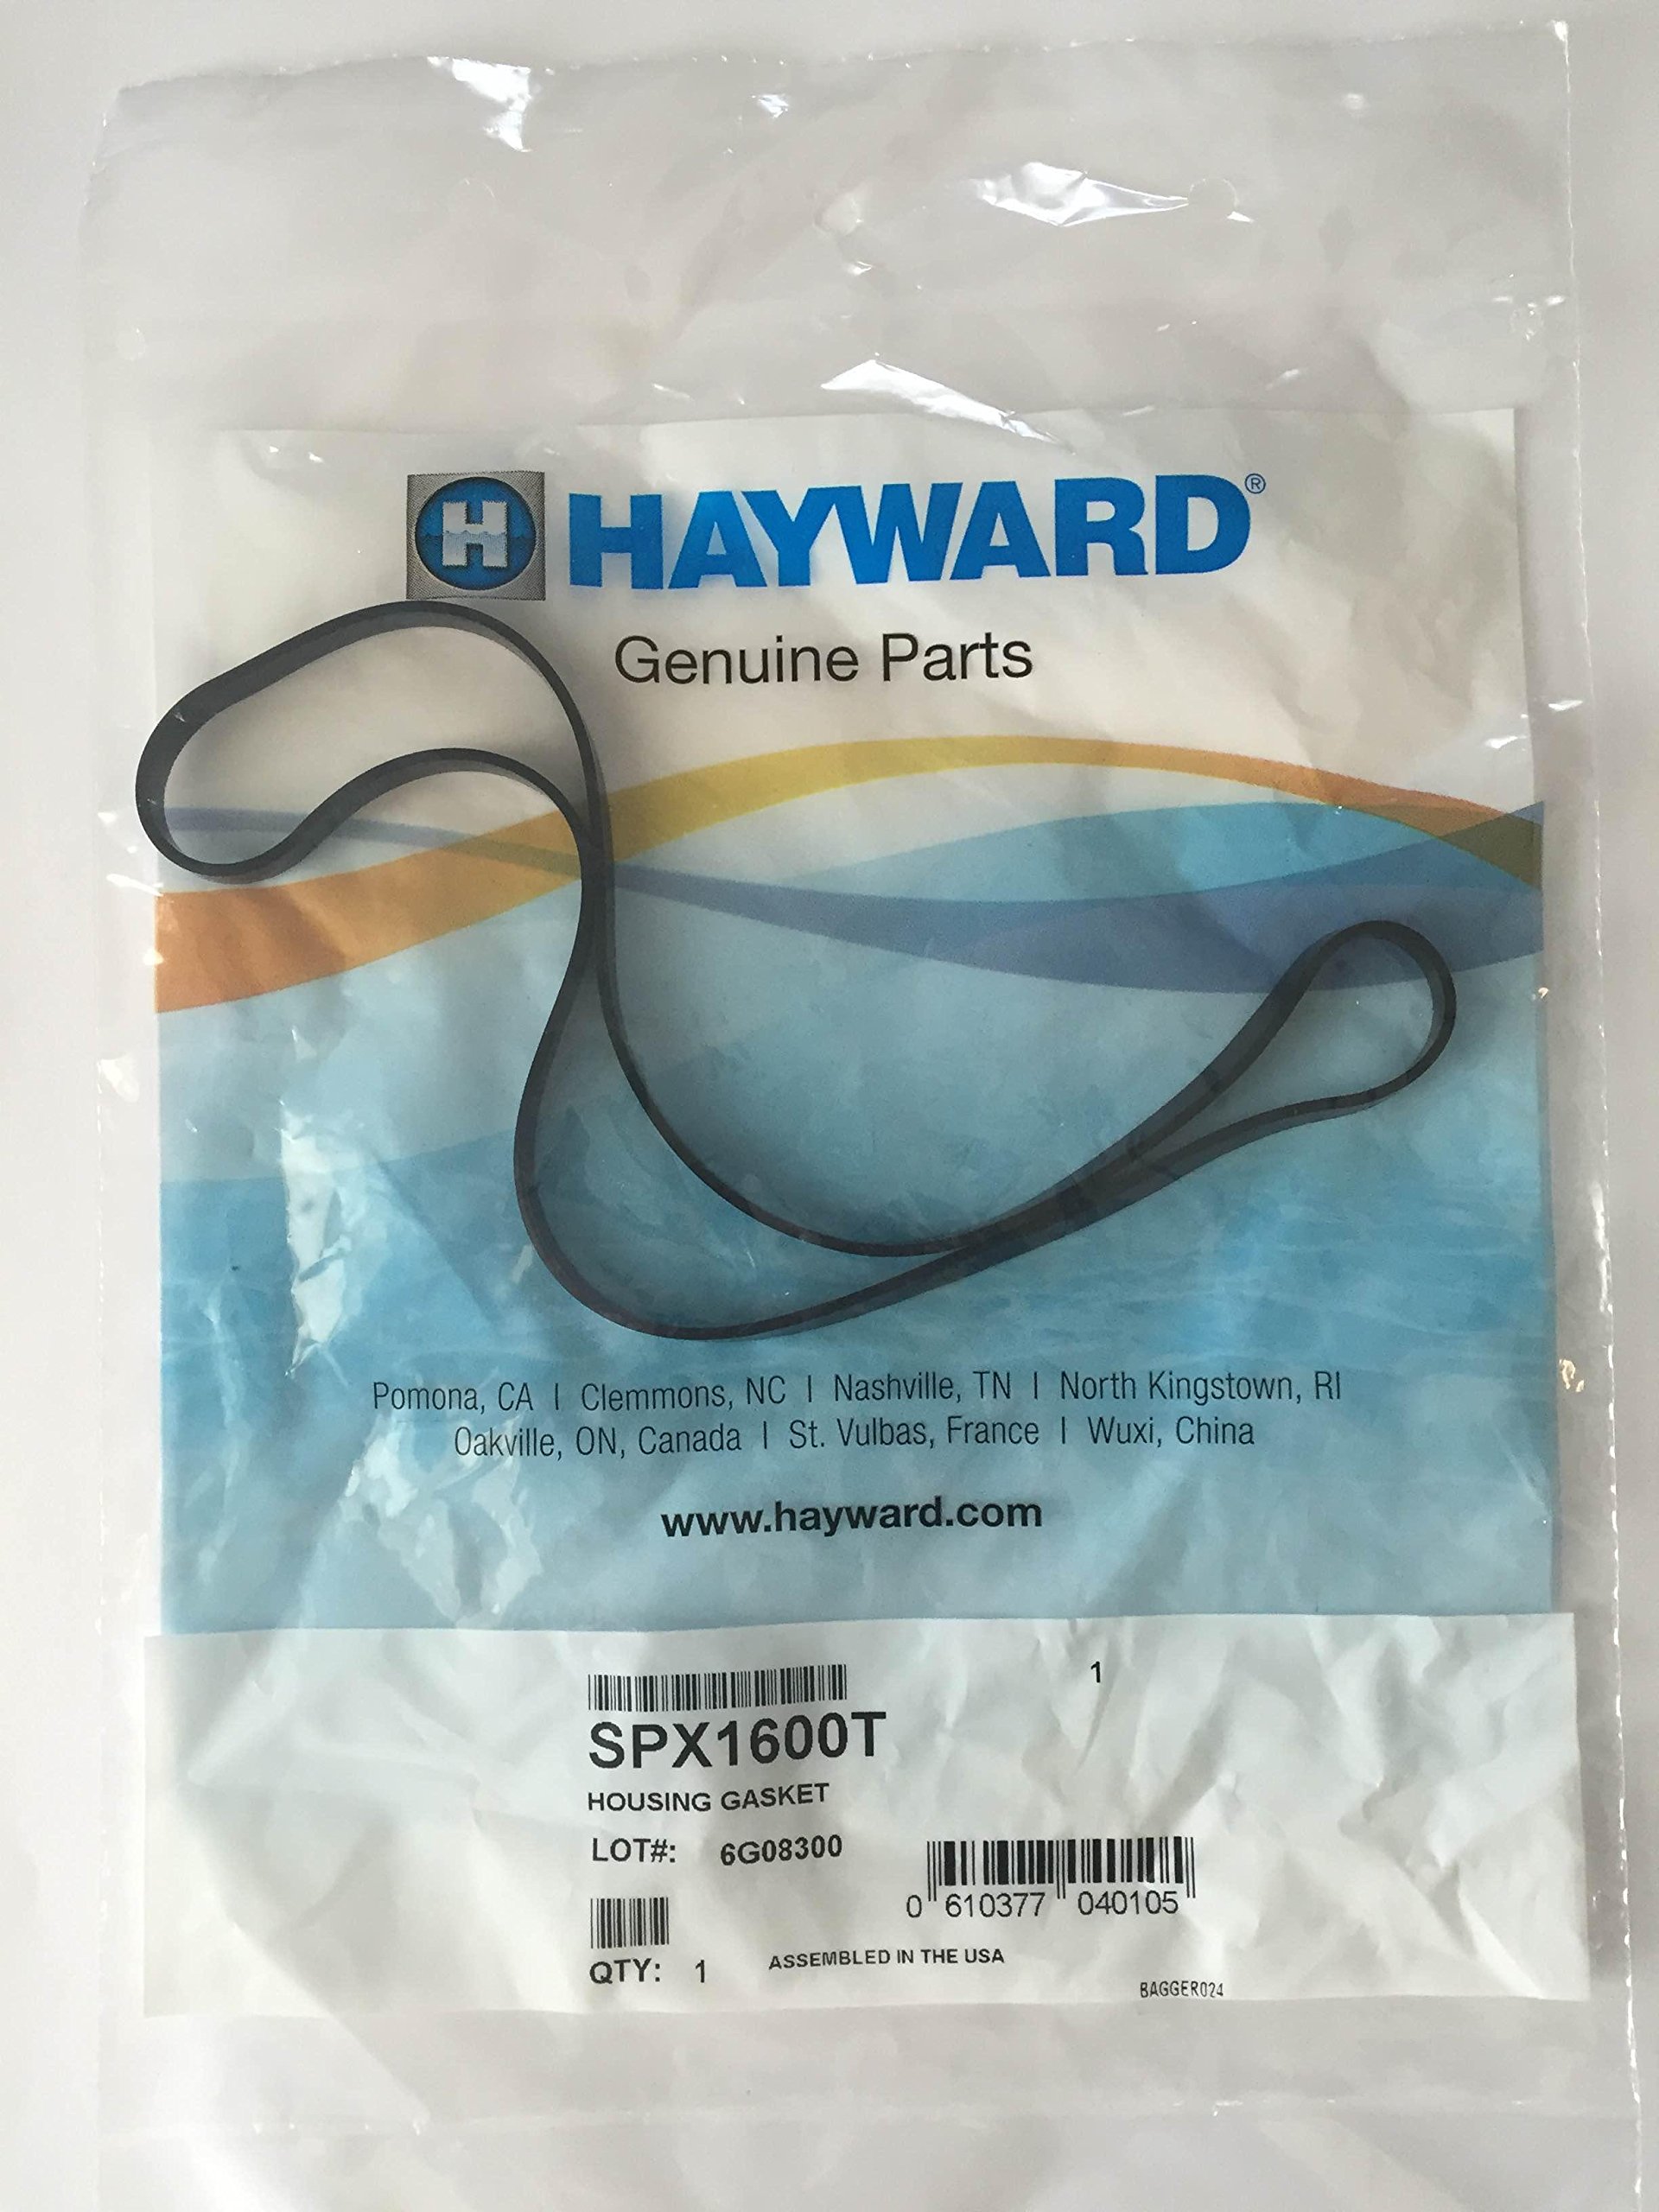 H HAYWARD®
Genuine Parts
Pomona, CA | Clemmons, NC | Nashville, TN | North Kingstown, RI
Oakville, ON, Canada | St. Vulbas, France | Wuxi, China
www.hayward.com
1
SPX1600T
HOUSING GASKET
LOT#: 6G08300
0 610377 040105
QTY: 1
ASSEMBLED IN THE USA
BAGGER024